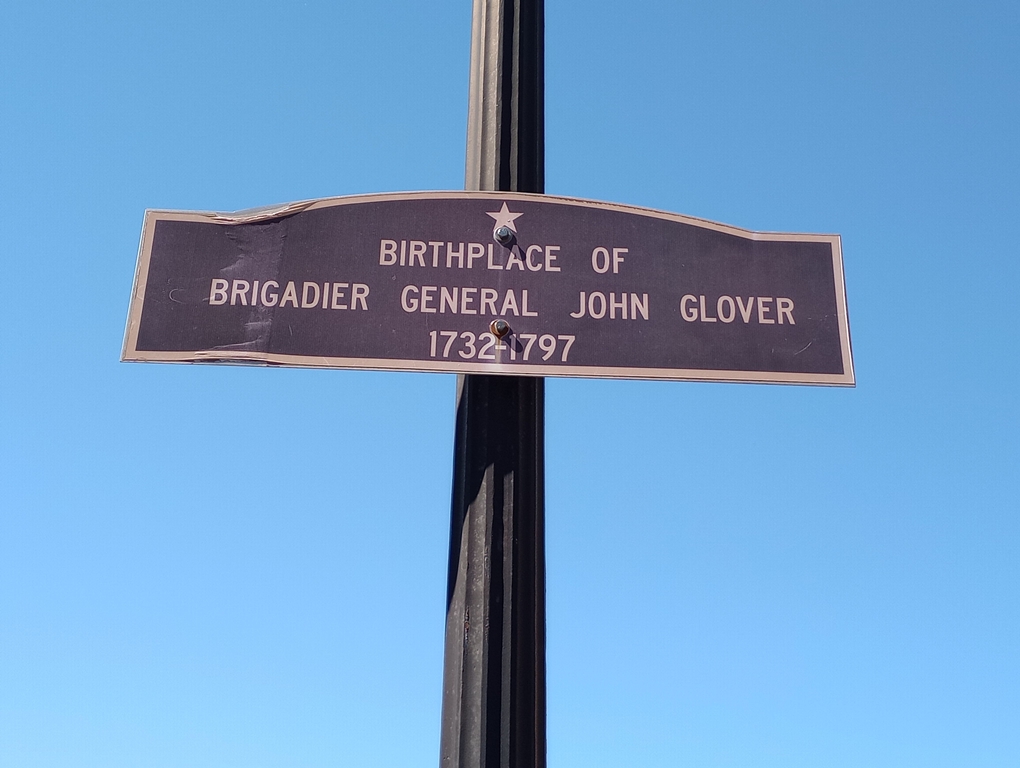 BIRTHPLACE OF
BRIGADIER GENERAL JOHN GLOVER
1732-1797